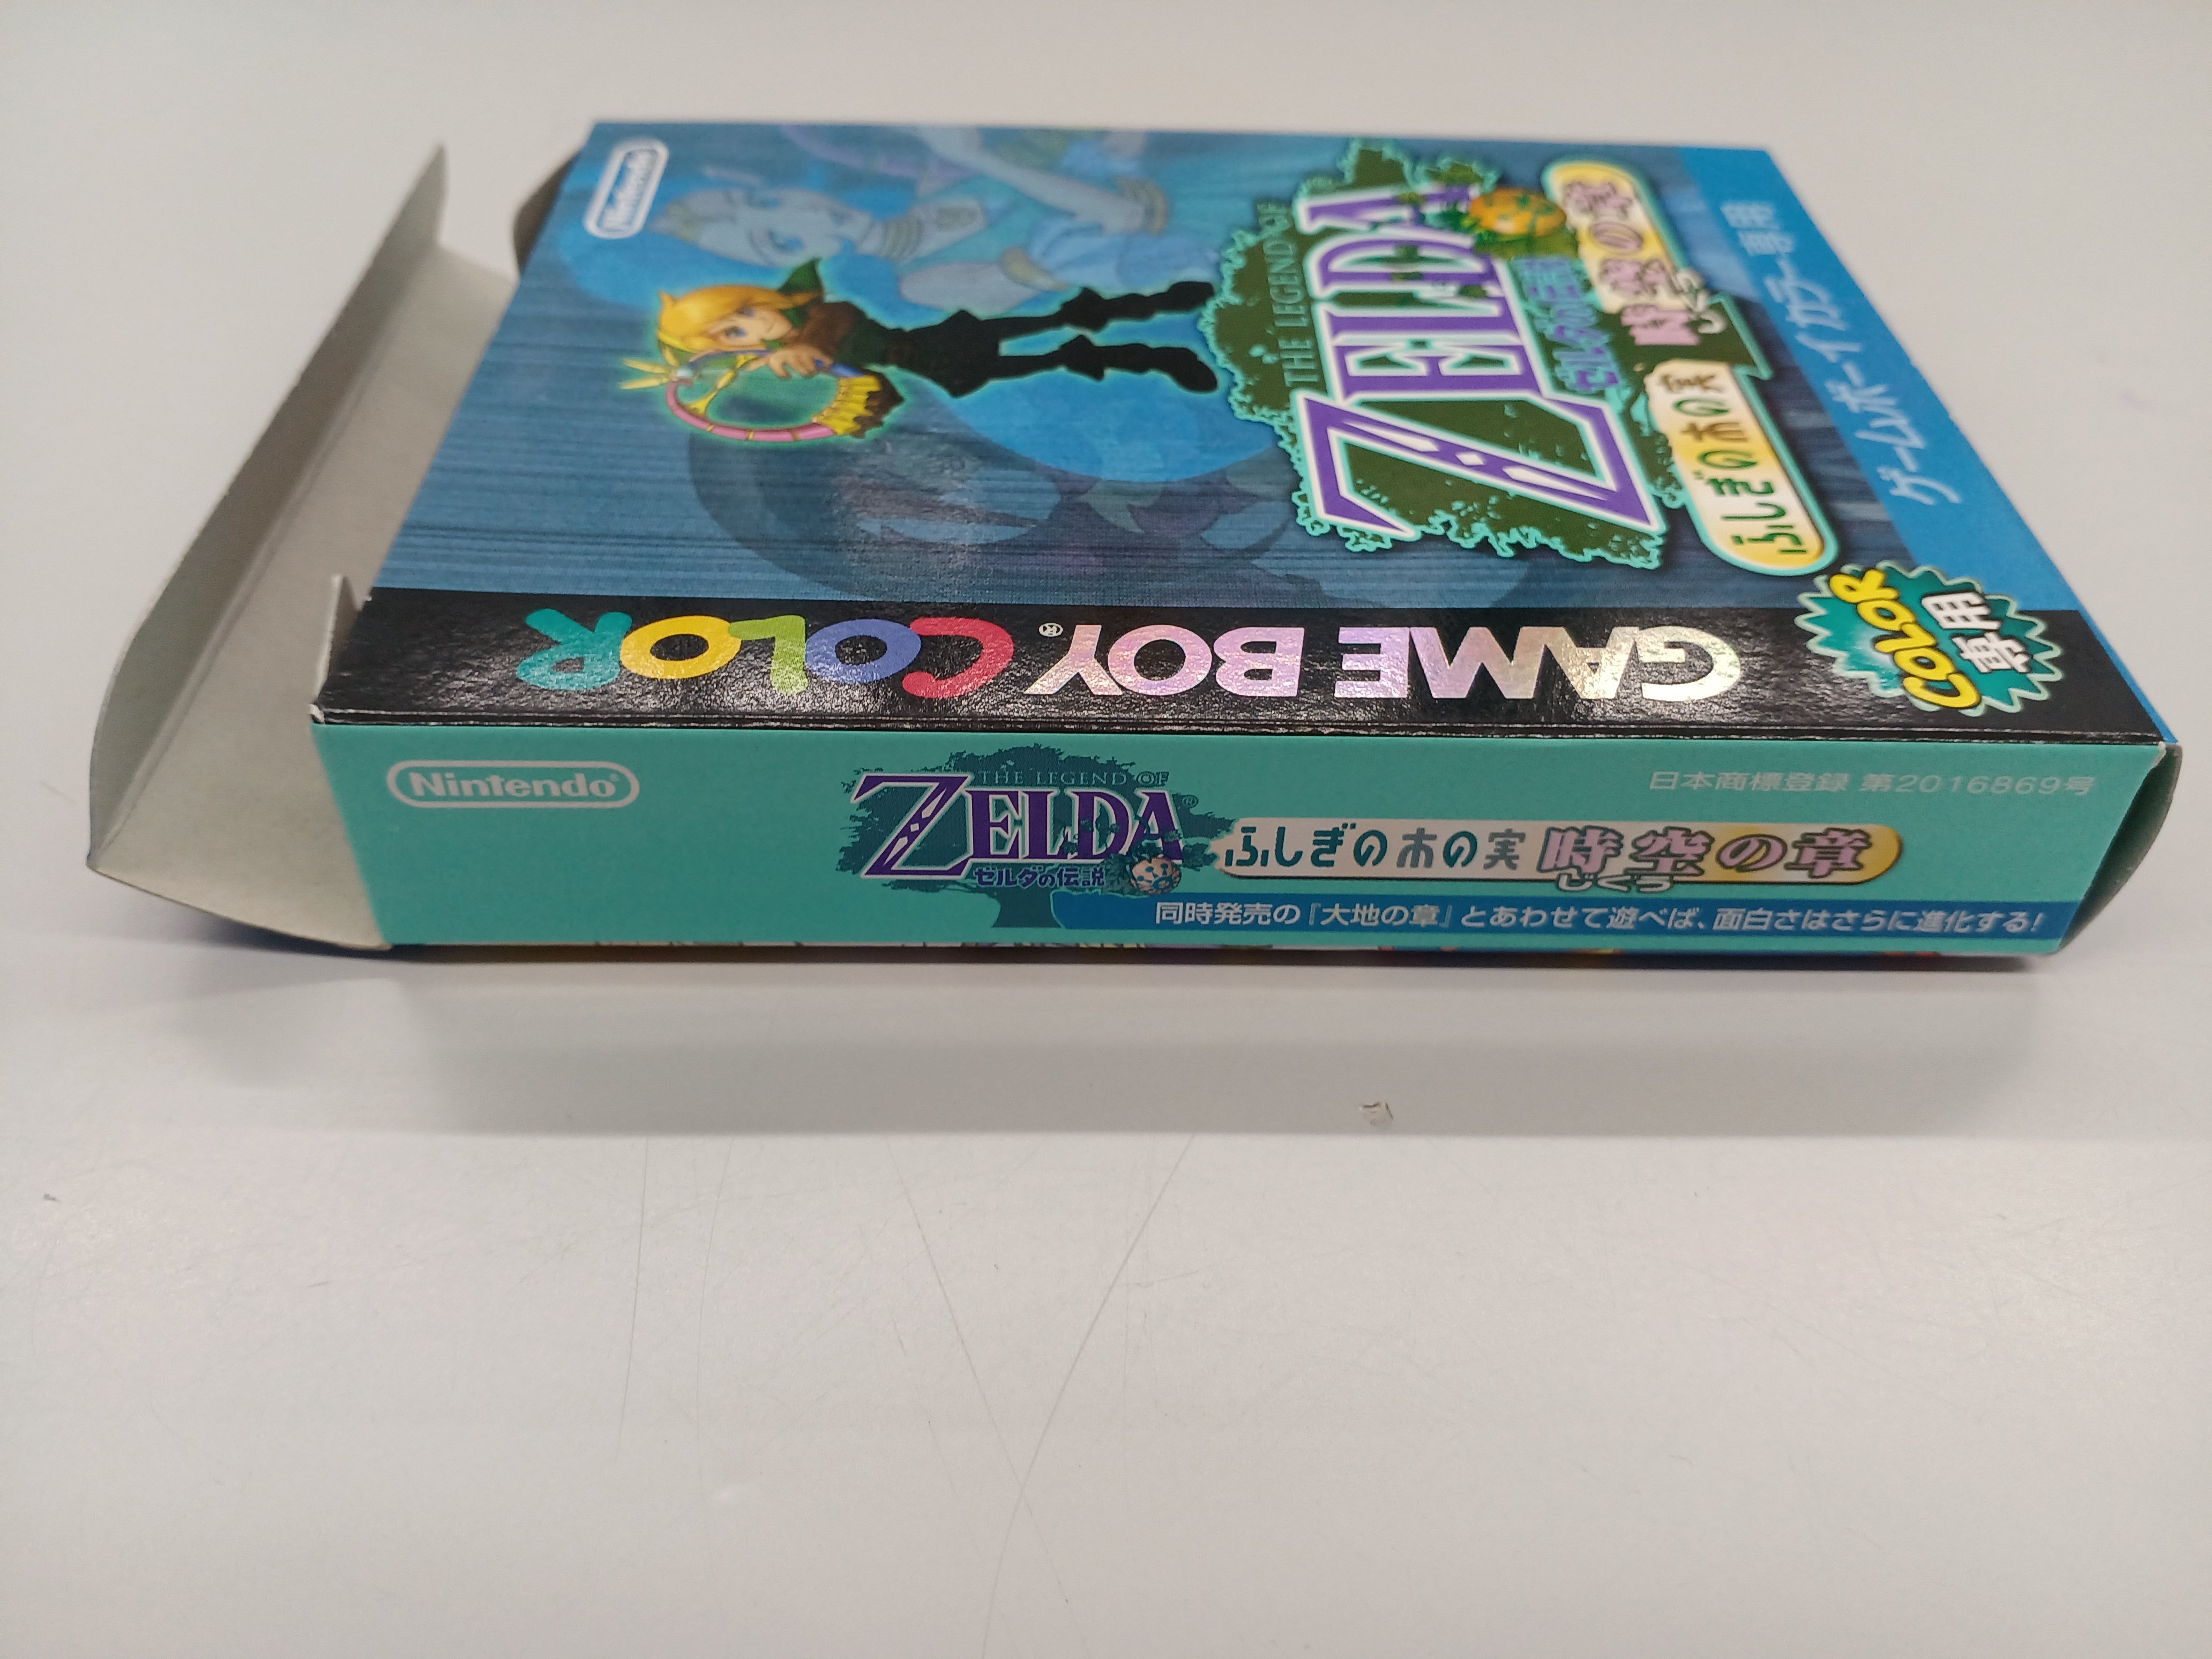 Nintendo
THE LEGEND OF
ZELDA
ゼルダの伝説
ふしぎの木の実
時空の章
じくう
ゲームボーイカラー専用
COLOR
専用
GAME BOY COLOR®
Nintendo®
THE LEGEND OF
ZELDA®
ゼルダの伝説
ふしぎの木の実 時空の章
じくう
日本商標登録 第2016869号
同時発売の『大地の章』とあわせて遊べば、面白さはさらに進化する!